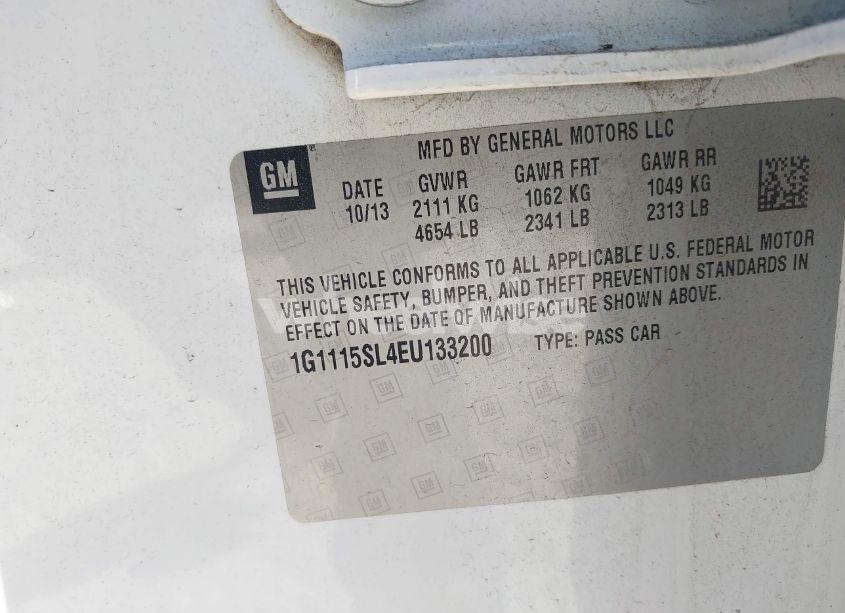 MFD BY GENERAL MOTORS LLC
GM
DATE GVWR GAWR FRT GAWR RR
10/13 2111 KG 1062 KG 1049 KG
4654 LB 2341 LB 2313 LB
THIS VEHICLE CONFORMS TO ALL APPLICABLE U.S. FEDERAL MOTOR
VEHICLE SAFETY, BUMPER, AND THEFT PREVENTION STANDARDS IN
EFFECT ON THE DATE OF MANUFACTURE SHOWN ABOVE.
1G1115SL4EU133200 TYPE: PASS CAR